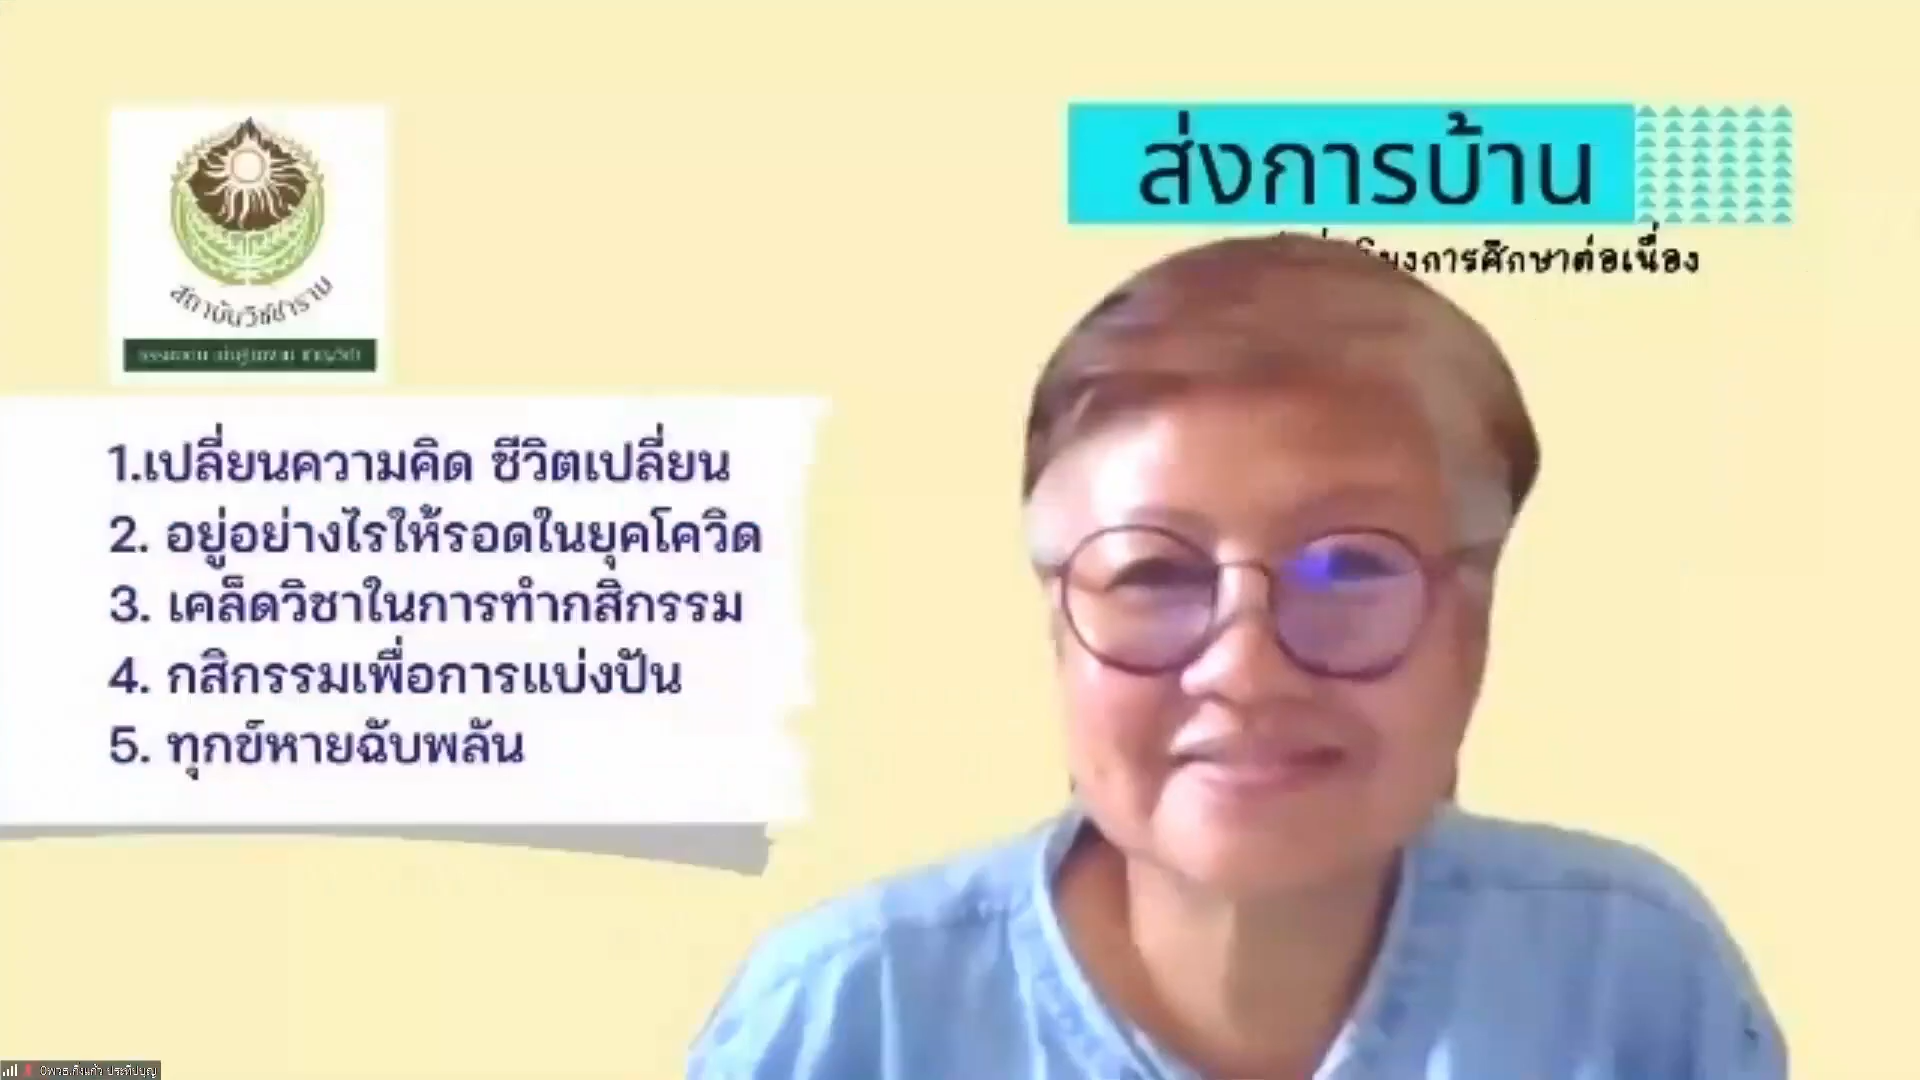 สถาบันวิชชาราม
ส่งการบ้าน
การศึกษาต่อเนื่อง
1.เปลี่ยนความคิด ชีวิตเปลี่ยน
2. อยู่อย่างไรให้รอดในยุคโควิด
3. เคล็ดวิชาในการทำกสิกรรม
4. กสิกรรมเพื่อการแบ่งปัน
5. ทุกข์หายฉับพลัน